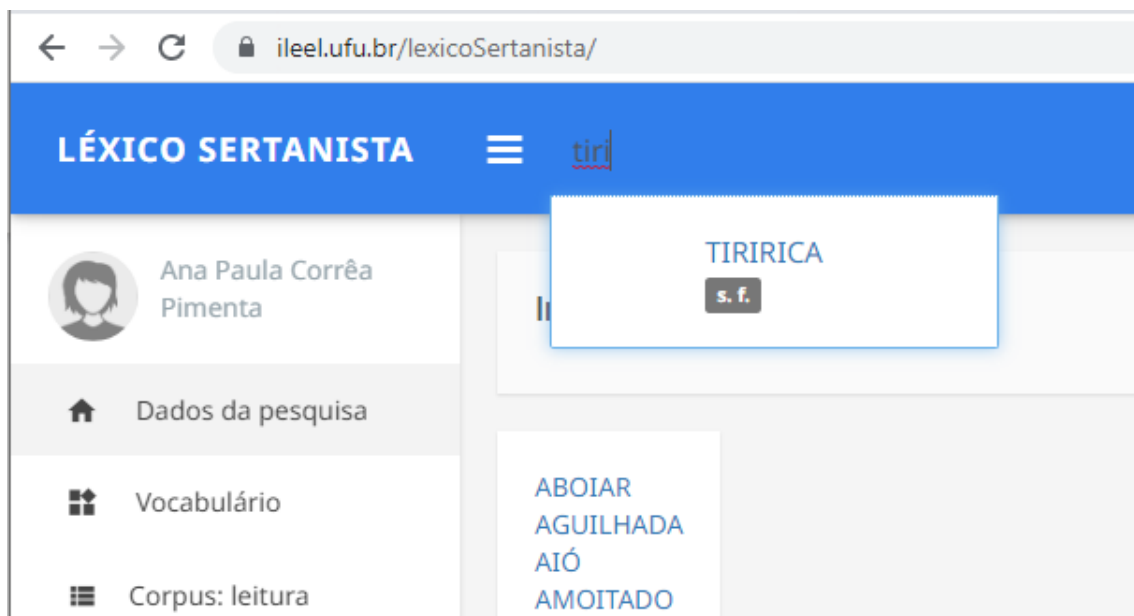 ileel.ufu.br/lexicoSertanista/
LÉXICO SERTANISTA
tiri
TIRIRICA
s. f.
Ana Paula Corrêa
Pimenta
Dados da pesquisa
Vocabulário
Corpus: leitura
ABOIAR
AGUILHADA
AIÓ
AMOITADO